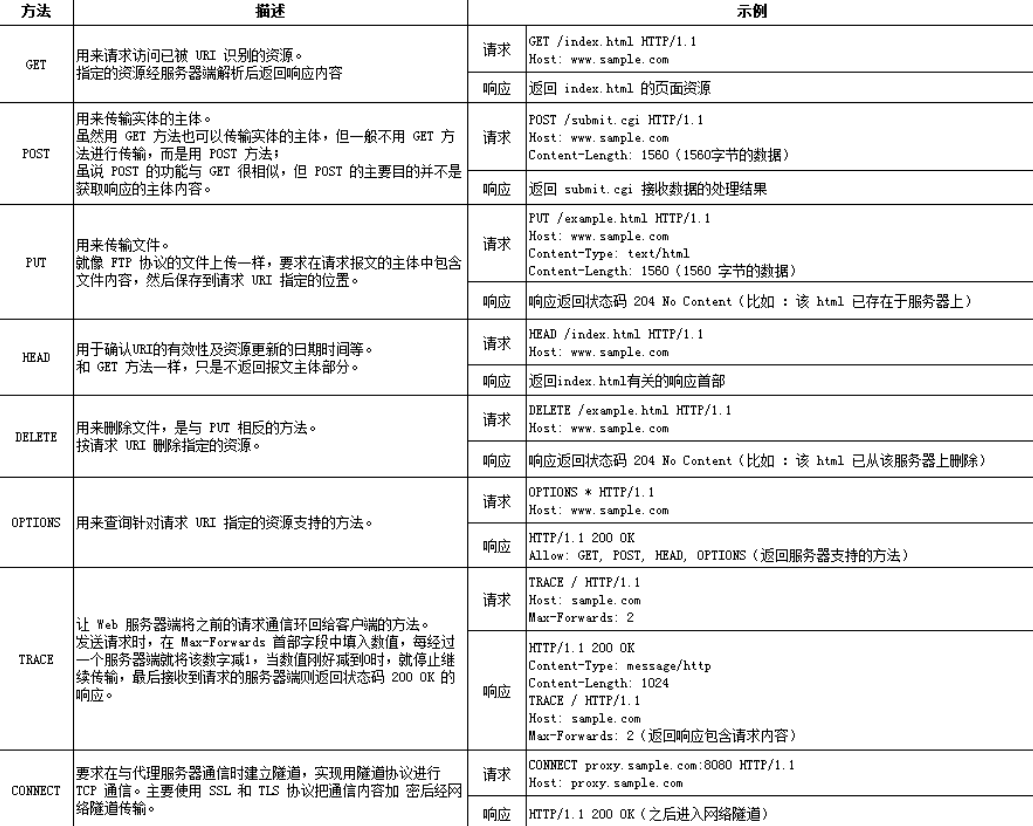 方法 描述 示例
GET
用来请求访问已被 URI 识别的资源。
指定的资源经服务器端解析后返回响应内容
请求
GET /index.html HTTP/1.1
Host: www.sample.com
响应
返回 index.html 的页面资源
POST
用来传输实体的主体。
虽然用 GET 方法也可以传输实体的主体，但一般不用 GET 方
法进行传输，而是用 POST 方法；
虽说 POST 的功能与 GET 很相似，但 POST 的主要目的并不是
获取响应的主体内容。
请求
POST /submit.cgi HTTP/1.1
Host: www.sample.com
Content-Length: 1560（1560字节的数据）
响应
返回 submit.cgi 接收数据的处理结果
PUT
用来传输文件。
就像 FTP 协议的文件上传一样，要求在请求报文的主体中包含
文件内容，然后保存到请求 URI 指定的位置。
请求
PUT /example.html HTTP/1.1
Host: www.sample.com
Content-Type: text/html
Content-Length: 1560（1560 字节的数据）
响应
响应返回状态码 204 No Content（比如 ：该 html 已存在于服务器上）
HEAD
用于确认URI的有效性及资源更新的日期时间等。
和 GET 方法一样，只是不返回报文主体部分。
请求
HEAD /index.html HTTP/1.1
Host: www.sample.com
响应
返回index.html有关的响应首部
DELETE
用来删除文件，是与 PUT 相反的方法。
按请求 URI 删除指定的资源。
请求
DELETE /example.html HTTP/1.1
Host: www.sample.com
响应
响应返回状态码 204 No Content（比如 ：该 html 已从该服务器上删除）
OPTIONS
用来查询针对请求 URI 指定的资源支持的方法。
请求
OPTIONS * HTTP/1.1
Host: www.sample.com
响应
HTTP/1.1 200 OK
Allow: GET, POST, HEAD, OPTIONS（返回服务器支持的方法）
TRACE
让 Web 服务器端将之前的请求通信环回给客户端的方法。
发送请求时，在 Max-Forwards 首部字段中填入数值，每经过
一个服务器端就将该数字减1，当数值刚好减到0时，就停止继
续传输，最后接收到请求的服务器端则返回状态码 200 OK 的
响应。
请求
TRACE / HTTP/1.1
Host: sample.com
Max-Forwards: 2
响应
HTTP/1.1 200 OK
Content-Type: message/http
Content-Length: 1024
TRACE / HTTP/1.1
Host: sample.com
Max-Forwards: 2（返回响应包含请求内容）
CONNECT
要求在与代理服务器通信时建立隧道，实现用隧道协议进行
TCP 通信。主要使用 SSL 和 TLS 协议把通信内容加 密后经网
络隧道传输。
请求
CONNECT proxy.sample.com:8080 HTTP/1.1
Host: proxy.sample.com
响应
HTTP/1.1 200 OK（之后进入网络隧道）